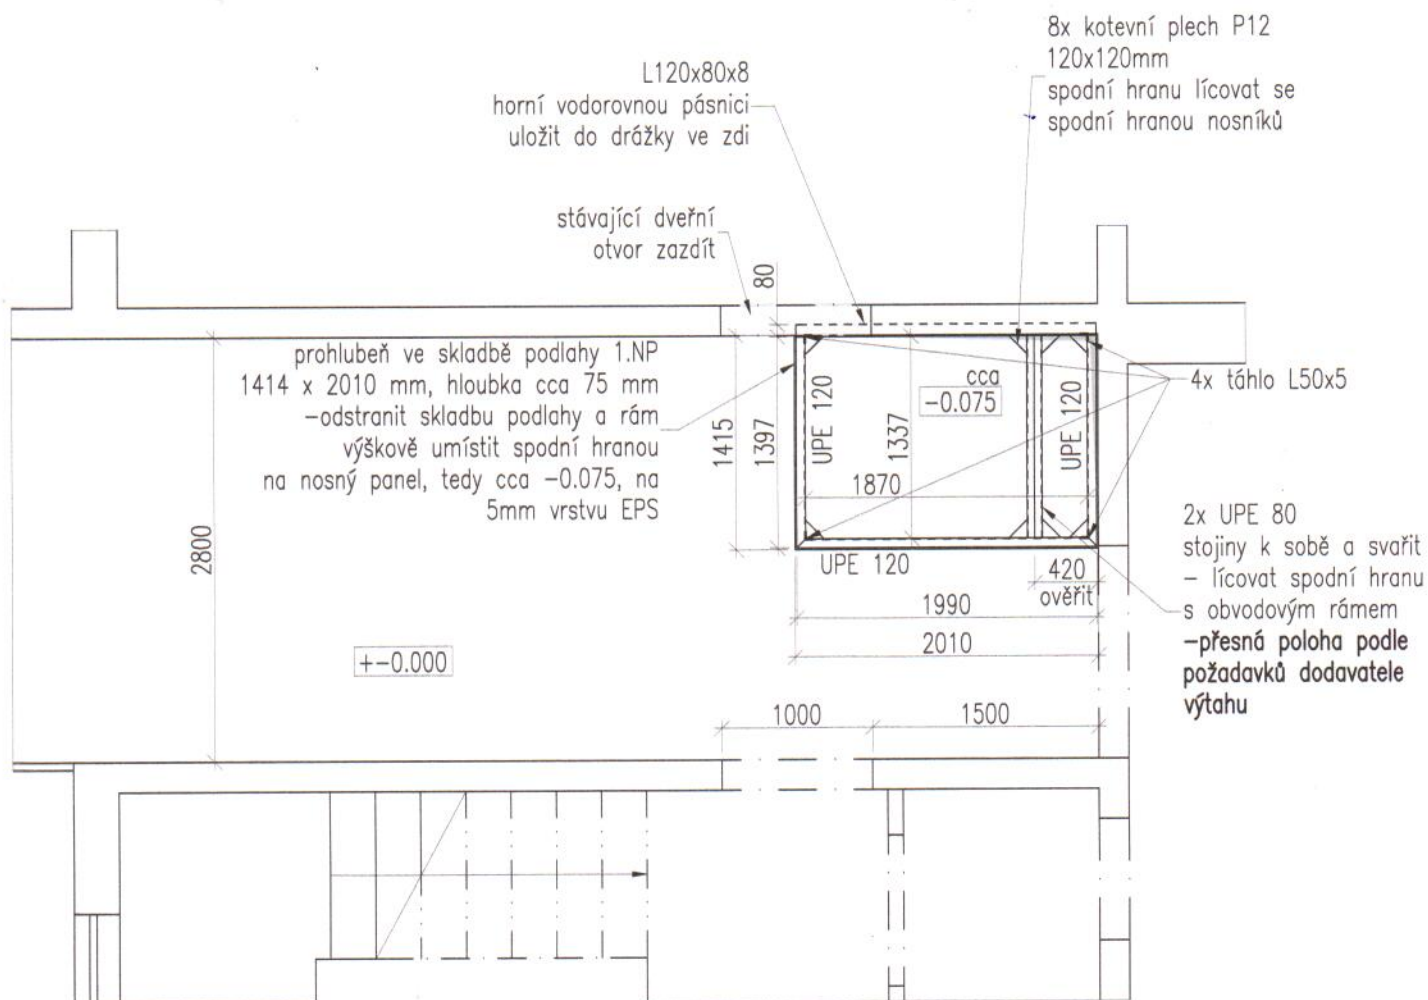 8x kotevní plech P12
120x120mm
spodní hranu lícovat se
spodní hranou nosníků
L120x80x8
horní vodorovnou pásnici
uložit do drážky ve zdi
stávající dveřní
otvor zazdít
80
prohlubeň ve skladbě podlahy 1.NP
1414 x 2010 mm, hloubka cca 75 mm
-odstranit skladbu podlahy a rám
výškově umístit spodní hranou
na nosný panel, tedy cca -0.075, na
5mm vrstvu EPS
1415
1397
UPE 120
1337
cca
-0.075
UPE 120
1870
4x táhlo L50x5
UPE 120
420
ověřit
2x UPE 80
stojiny k sobě a svařit
- lícovat spodní hranu
s obvodovým rámem
-přesná poloha podle
požadavků dodavatele
výtahu
2800
1990
2010
+-0.000
1000
1500